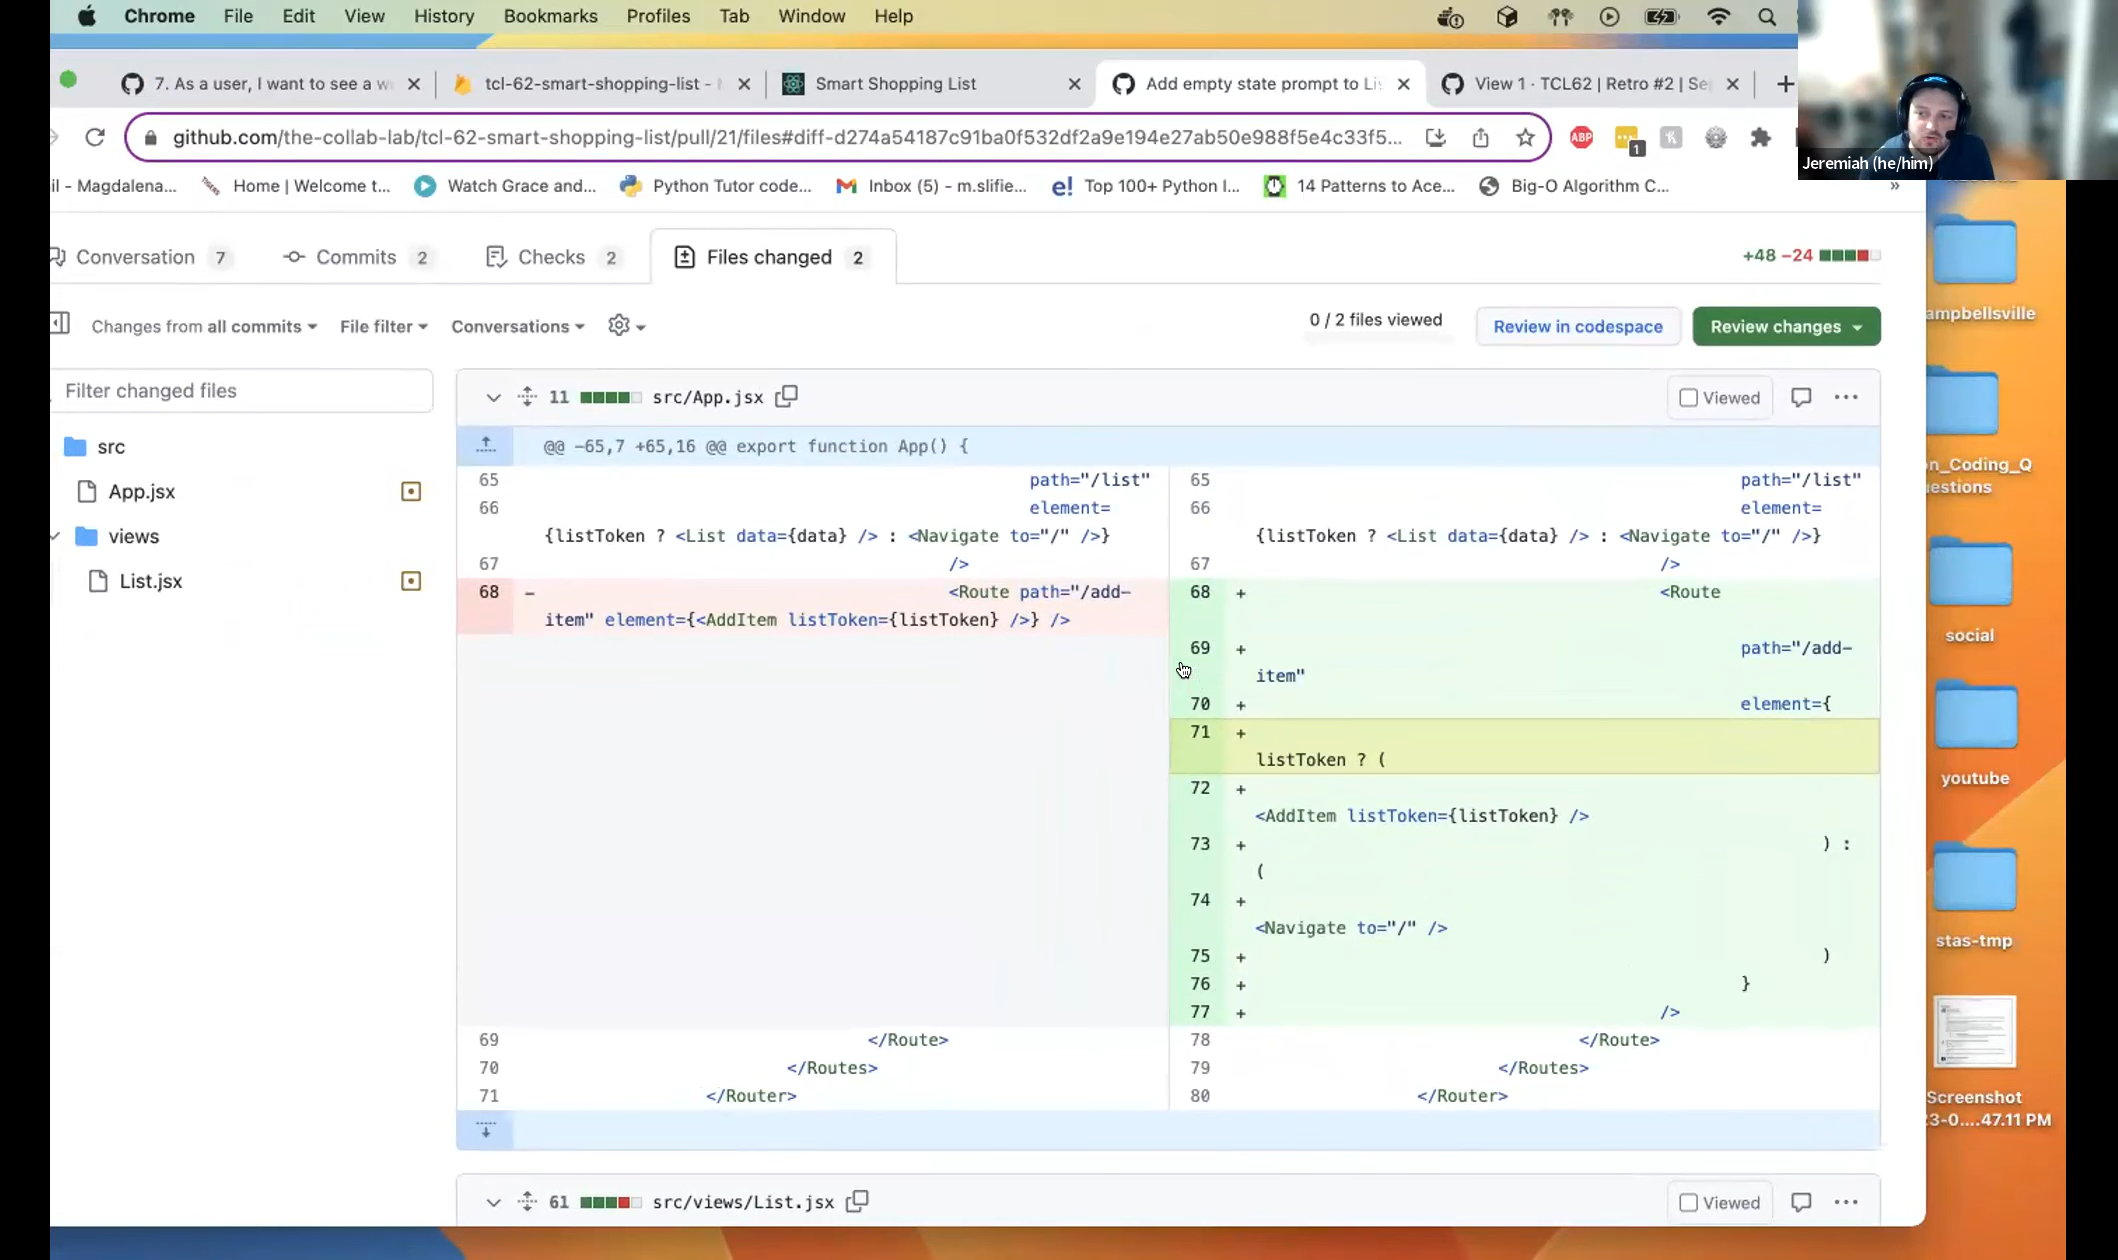 Chrome File Edit View History Bookmarks Profiles Tab Window Help
7. As a user, I want to see a w
tcl-62-smart-shopping-list -
Smart Shopping List
Add empty state prompt to Li
View 1 · TCL62 | Retro #2 | Se
github.com/the-collab-lab/tcl-62-smart-shopping-list/pull/21/files#diff-d274a54187c91ba0f532df2a9e194e27ab50e988f5e4c33f5...
ABP
1
Jeremiah (he/him)
il - Magdalena...
Home | Welcome t...
Watch Grace and...
Python Tutor code...
Inbox (5) - m.slifie...
e! Top 100+ Python I...
14 Patterns to Ace...
Big-O Algorithm C...
»
Conversation 7
Commits 2
Checks 2
Files changed 2
+48 −24
Changes from all commits
File filter
Conversations
0 / 2 files viewed
Review in codespace
Review changes
Filter changed files
src
App.jsx
views
List.jsx
11 src/App.jsx
Viewed
@@ -65,7 +65,16 @@ export function App() {
65 path="/list"
66 element=
{listToken ? <List data={data} /> : <Navigate to="/" />}
67 />
68 - <Route path="/add-
item" element={<AddItem listToken={listToken} />} />
69 </Route>
70 </Routes>
71 </Router>
65 path="/list"
66 element=
{listToken ? <List data={data} /> : <Navigate to="/" />}
67 />
68 + <Route
69 + path="/add-
item"
70 + element={
71 +
listToken ? (
72 +
<AddItem listToken={listToken} />
73 + ) :
(
74 +
<Navigate to="/" />
75 + )
76 + }
77 + />
78 </Route>
79 </Routes>
80 </Router>
61 src/views/List.jsx
Viewed
ampbellsville
on_Coding_Q
estions
social
youtube
stas-tmp
Screenshot
23-0....47.11 PM